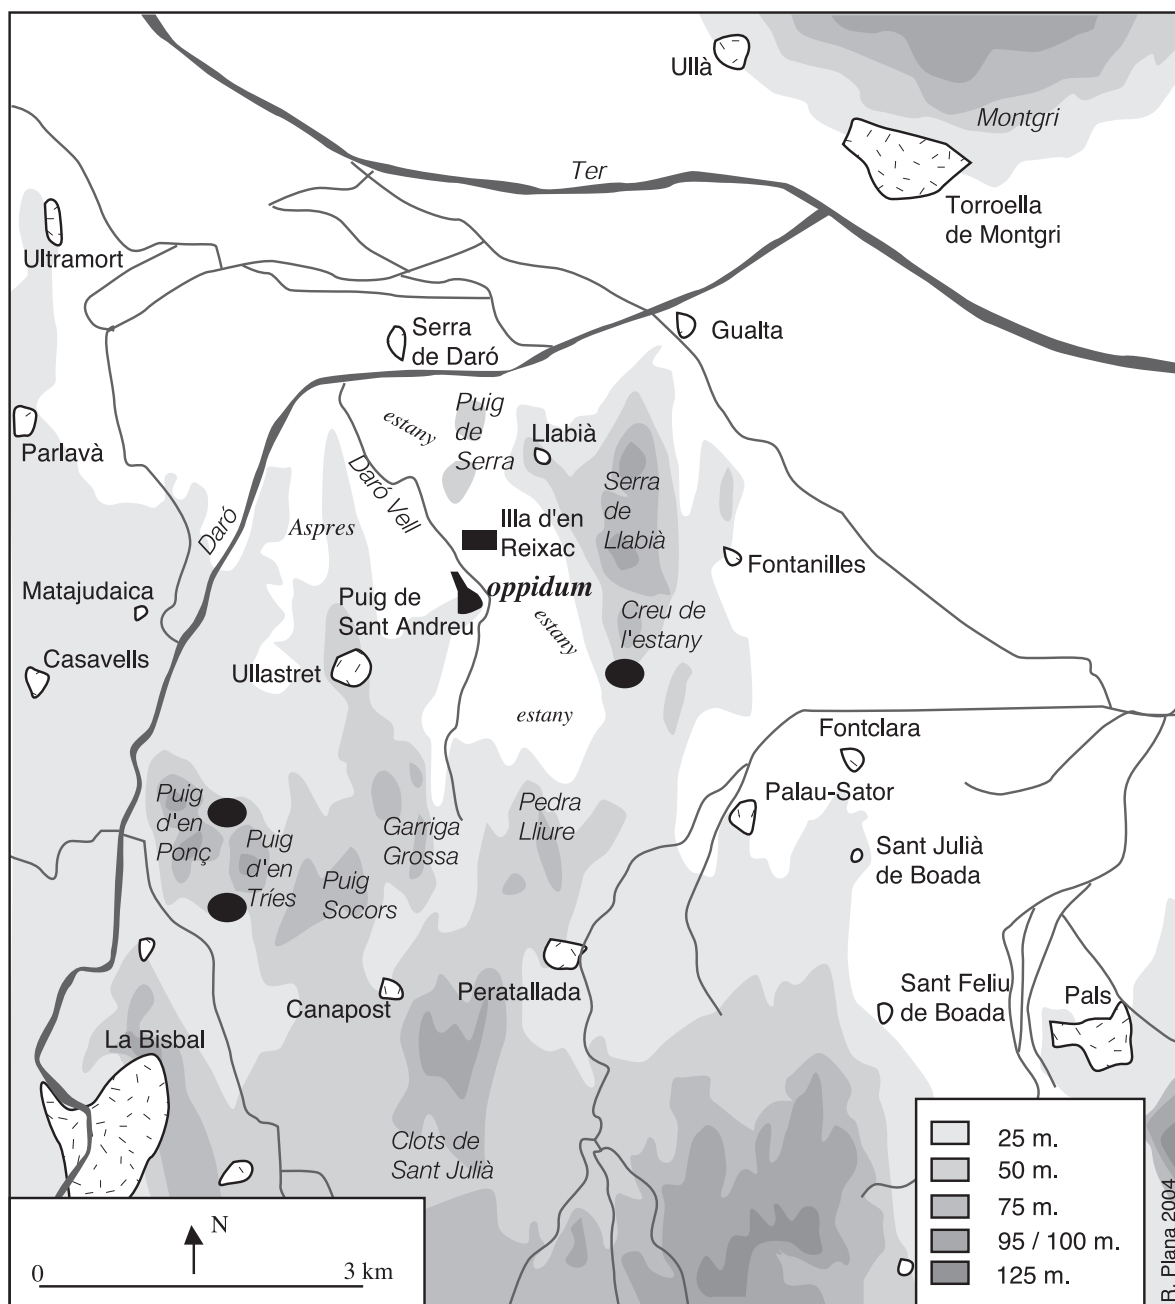 Ullà
Montgri
Ter
Torroella
de Montgri
Ultramort
Serra
de Daró
Gualta
Parlavà
estany
Puig
de
Serra
Llabià
Serra
de
Llabià
Daró Vell
Daró
Aspres
Illa d'en
Reixac
Fontanilles
oppidum
Matajudaica
Puig de
Sant Andreu
estany
Creu de
l'estany
Casavells
Ullastret
estany
Fontclara
Puig
d'en
Ponç
Puig
d'en
Tríes
Garriga
Grossa
Pedra
Lliure
Palau-Sator
Puig
Socors
Sant Julià
de Boada
Canapost
Peratallada
Sant Feliu
de Boada
Pals
La Bisbal
Clots de
Sant Julià
25 m.
50 m.
75 m.
95 / 100 m.
125 m.
N
0
3 km
R. Plana 2004